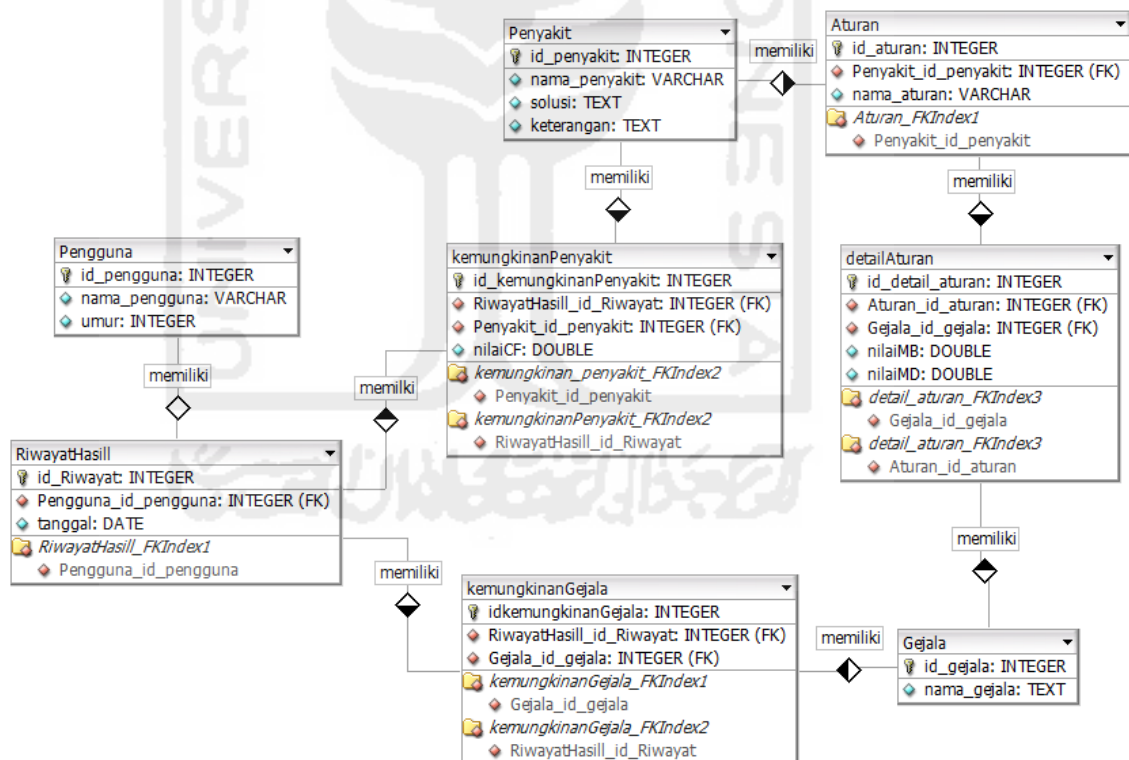 Penyakit
id_penyakit: INTEGER
nama_penyakit: VARCHAR
solusi: TEXT
keterangan: TEXT
memiliki
Aturan
id_aturan: INTEGER
Penyakit_id_penyakit: INTEGER (FK)
nama_aturan: VARCHAR
Aturan_FKIndex1
Penyakit_id_penyakit
memiliki
memiliki
Pengguna
id_pengguna: INTEGER
nama_pengguna: VARCHAR
umur: INTEGER
memiliki
kemungkinanPenyakit
id_kemungkinanPenyakit: INTEGER
RiwayatHasill_id_Riwayat: INTEGER (FK)
Penyakit_id_penyakit: INTEGER (FK)
nilaiCF: DOUBLE
kemungkinan_penyakit_FKIndex2
Penyakit_id_penyakit
kemungkinanPenyakit_FKIndex2
RiwayatHasill_id_Riwayat
memilki
detailAturan
id_detail_aturan: INTEGER
Aturan_id_aturan: INTEGER (FK)
Gejala_id_gejala: INTEGER (FK)
nilaiMB: DOUBLE
nilaiMD: DOUBLE
detail_aturan_FKIndex3
Gejala_id_gejala
detail_aturan_FKIndex3
Aturan_id_aturan
RiwayatHasill
id_Riwayat: INTEGER
Pengguna_id_pengguna: INTEGER (FK)
tanggal: DATE
RiwayatHasill_FKIndex1
Pengguna_id_pengguna
memiliki
memiliki
kemungkinanGejala
idkemungkinanGejala: INTEGER
RiwayatHasill_id_Riwayat: INTEGER (FK)
Gejala_id_gejala: INTEGER (FK)
kemungkinanGejala_FKIndex1
Gejala_id_gejala
kemungkinanGejala_FKIndex2
RiwayatHasill_id_Riwayat
memiliki
Gejala
id_gejala: INTEGER
nama_gejala: TEXT